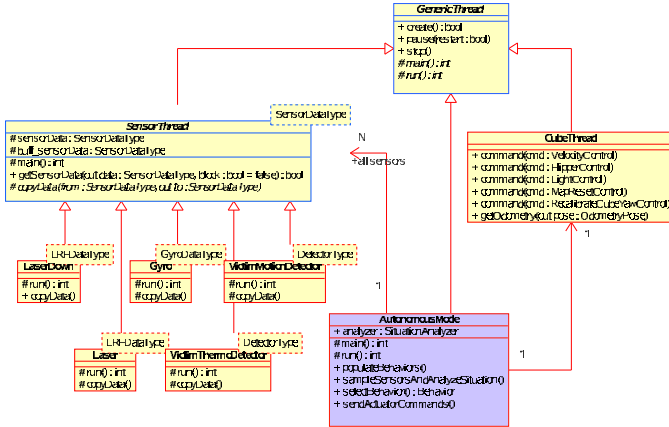 GenericThread
+ create() : bool
+ pause(restart : bool)
+ stop()
# main() : int
# run() : int
SensorDataType
SensorThread
# sensorData : SensorDataType
# buff_sensorData : SensorDataType
# main() : int
+ getSensorData(out data : SensorDataType, block : bool = false) : bool
# copyData(from : SensorDataType, out to : SensorDataType)
N
+allsensors
CubeThread
+ command(cmd : VelocityControl)
+ command(cmd : FlipperControl)
+ command(cmd : LightControl)
+ command(cmd : MapResetControl)
+ command(cmd : RecalibrateCubeYawControl)
+ getOdometry(out pose : OdometryPose)
1
LRFDataType
LaserDown
# run() : int
+ copyData()
GyroDataType
Gyro
# run() : int
# copyData()
DetectorType
VictimMotionDetector
# run() : int
# copyData()
1
LRFDataType
Laser
# run() : int
# copyData()
DetectorType
VictimThermoDetector
# run() : int
# copyData()
AutonomousMode
+ analyzer : SituationAnalyzer
# main() : int
# run() : int
+ populateBehaviors()
+ sampleSensorsAndAnalyzeSituation()
+ selectBehavior() : Behavior
+ sendActuatorCommands()
1